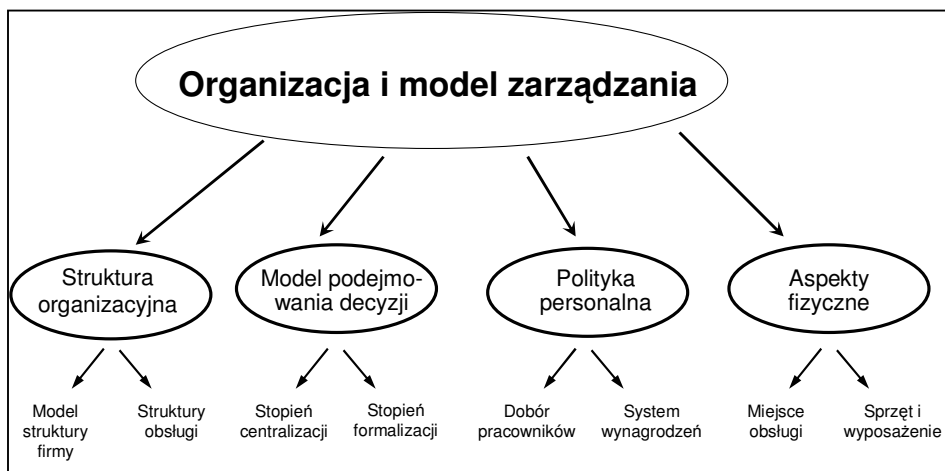 Organizacja i model zarządzania
Struktura
organizacyjna
Model podejmo-
wania decyzji
Polityka
personalna
Aspekty
fizyczne
Model
struktury
firmy
Struktury
obsługi
Stopień
centralizacji
Stopień
formalizacji
Dobór
pracowników
System
wynagrodzeń
Miejsce
obsługi
Sprzęt i
wyposażenie